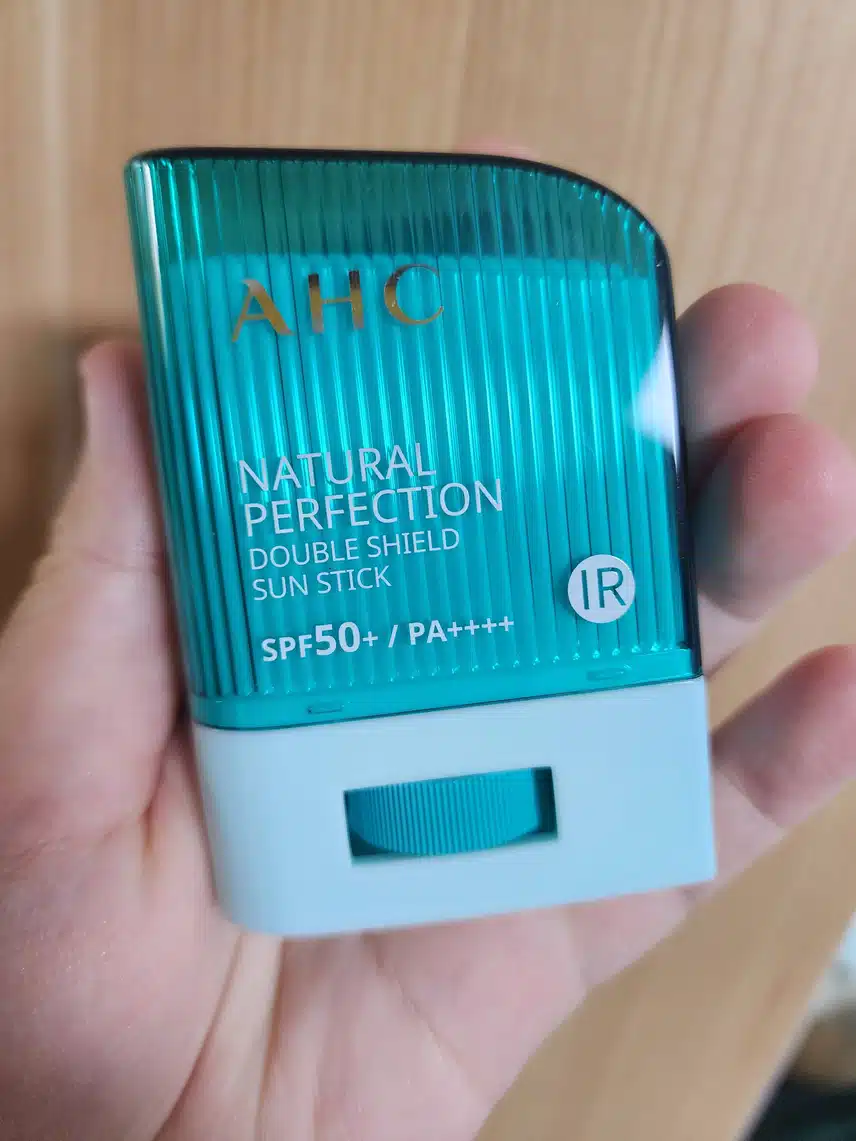 AHC
NATURAL
PERFECTION
DOUBLE SHIELD
SUN STICK
IR
SPF50+ / PA++++